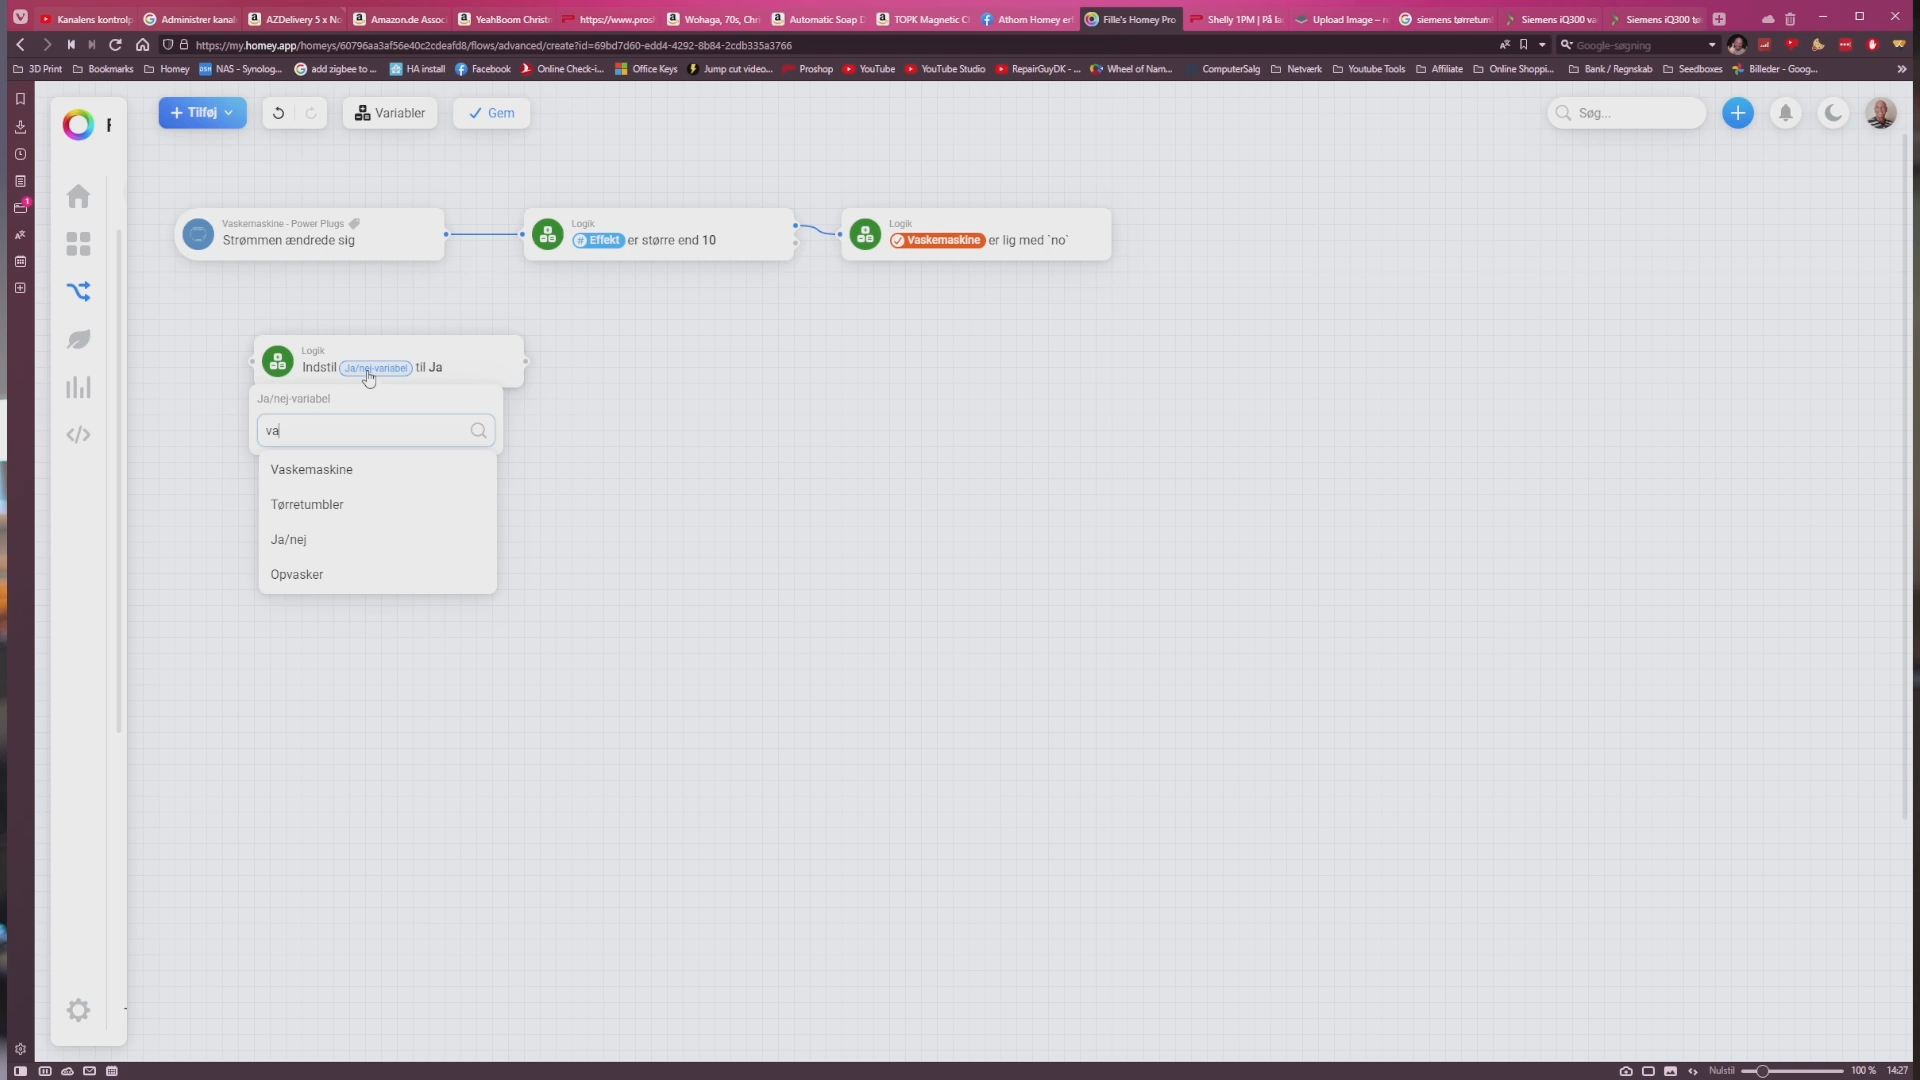 Kanalens kontrolp
Administrer kanal
AZDelivery 5 x No
Amazon.de Assoc
YeahBoom Christ
https://www.pros
Wohaga, 70s, Chr
Automatic Soap D
TOPK Magnetic C
Athom Homey er
Fille's Homey Pro
Shelly 1PM | På la
Upload Image – r
siemens tørretum
Siemens iQ300 va
Siemens iQ300 tø
https://my.homey.app/homeys/60796aa3af56e40c2cdeafd8/flows/advanced/create?id=69bd7d60-edd4-4292-8b84-2cdb335a3766
Google-søgning
3D Print
Bookmarks
Homey
NAS - Synolog...
add zigbee to ...
HA install
Facebook
Online Check-i...
Office Keys
Jump cut video...
Proshop
YouTube
YouTube Studio
RepairGuyDK - ...
Wheel of Nam...
ComputerSalg
Netværk
Youtube Tools
Affiliate
Online Shoppi...
Bank / Regnskab
Seedboxes
Billeder - Goog...
Tilføj
Variabler
Gem
Søg...
Vaskemaskine - Power Plugs
Strømmen ændrede sig
Logik
# Effekt er større end 10
Logik
Vaskemaskine er lig med `no`
Logik
Indstil Ja/nej-variabel til Ja
Ja/nej-variabel
va
Vaskemaskine
Tørretumbler
Ja/nej
Opvasker
Nulstil
100 %
14:27